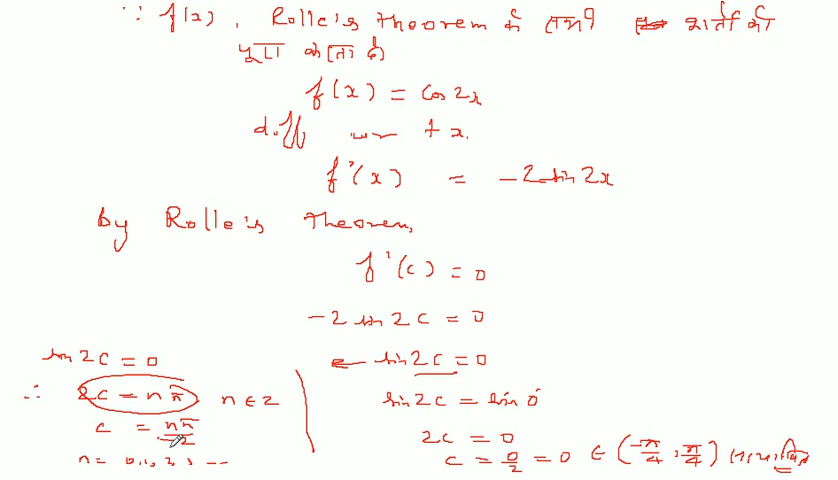 ∵ f(x), Rolle's Theorem के तीनों शर्तों को
पूरा करता है
f(x) = cos 2x
diff w r t x.
f'(x) = -2 sin 2x
By Rolle's Theorem,
f'(c) = 0
-2 sin 2c = 0
sin 2c = 0
sin 2c = sin 0
2c = 0
c = 0/2 = 0 ∈ (-π/4, π/4)
sin 2c = 0
∴ 2c = nπ, n ∈ z
c = nπ/2
n = 0, 1, 2, 3 ---